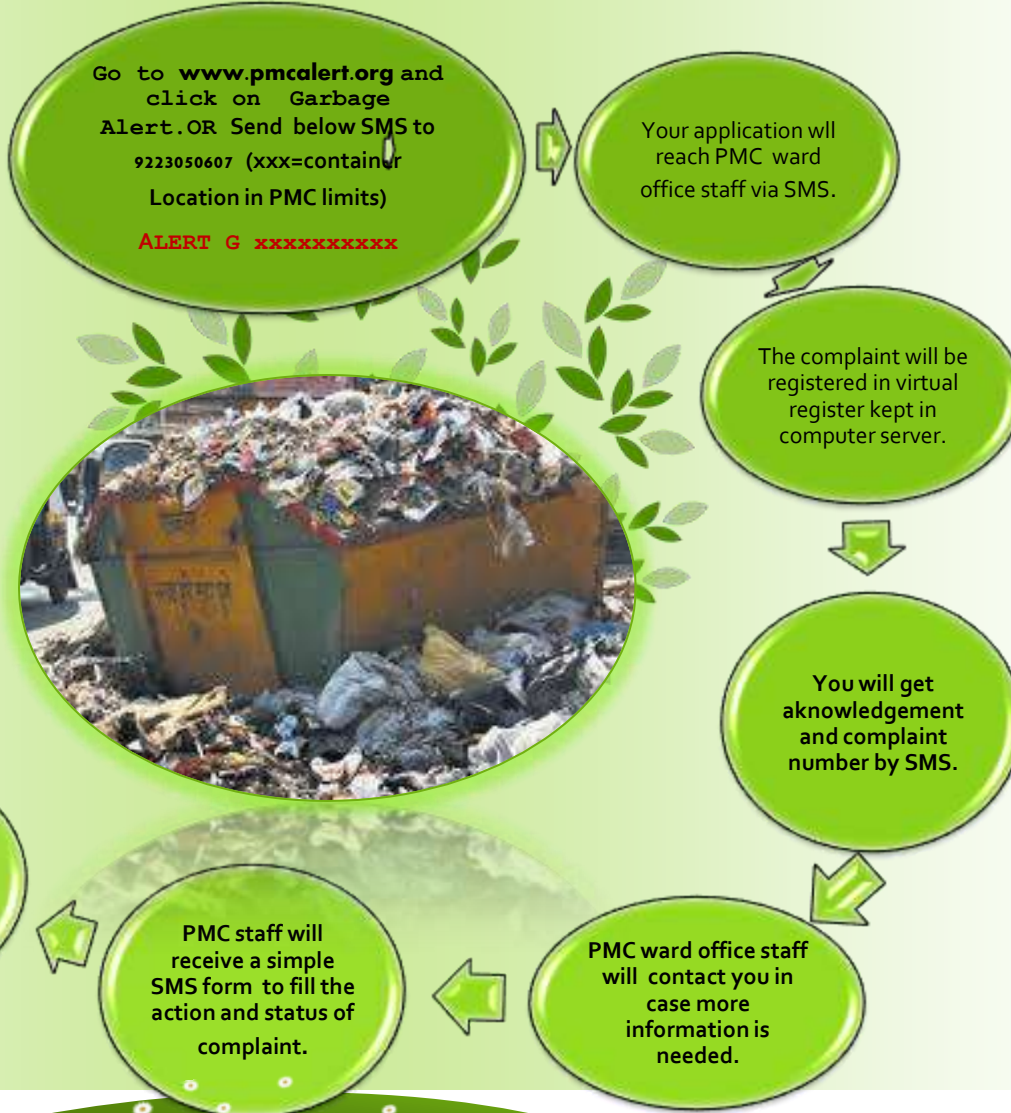 Go to www.pmcalert.org and
click on Garbage
Alert.OR Send below SMS to
9223050607 (xxx=container
Location in PMC limits)
ALERT G xxxxxxxxxx
Your application wll
reach PMC ward
office staff via SMS.
The complaint will be
registered in virtual
register kept in
computer server.
You will get
aknowledgement
and complaint
number by SMS.
PMC ward office staff
will contact you in
case more
information is
needed.
PMC staff will
receive a simple
SMS form to fill the
action and status of
complaint.